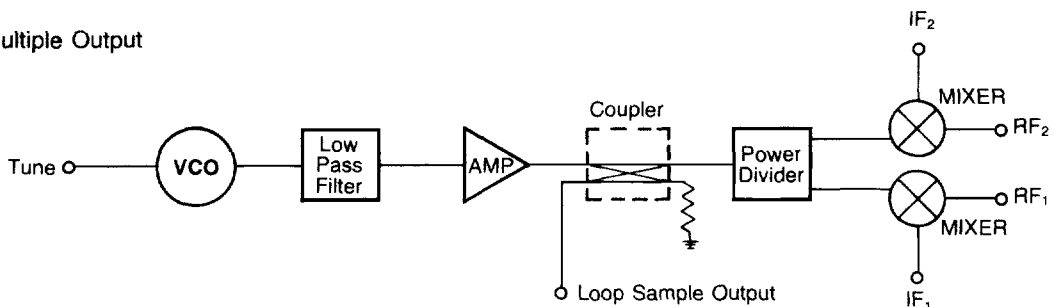 ultiple Output
IF₂
MIXER
Coupler
RF₂
Tune
VCO
Low
Pass
Filter
AMP
Power
Divider
RF₁
MIXER
Loop Sample Output
IF₁